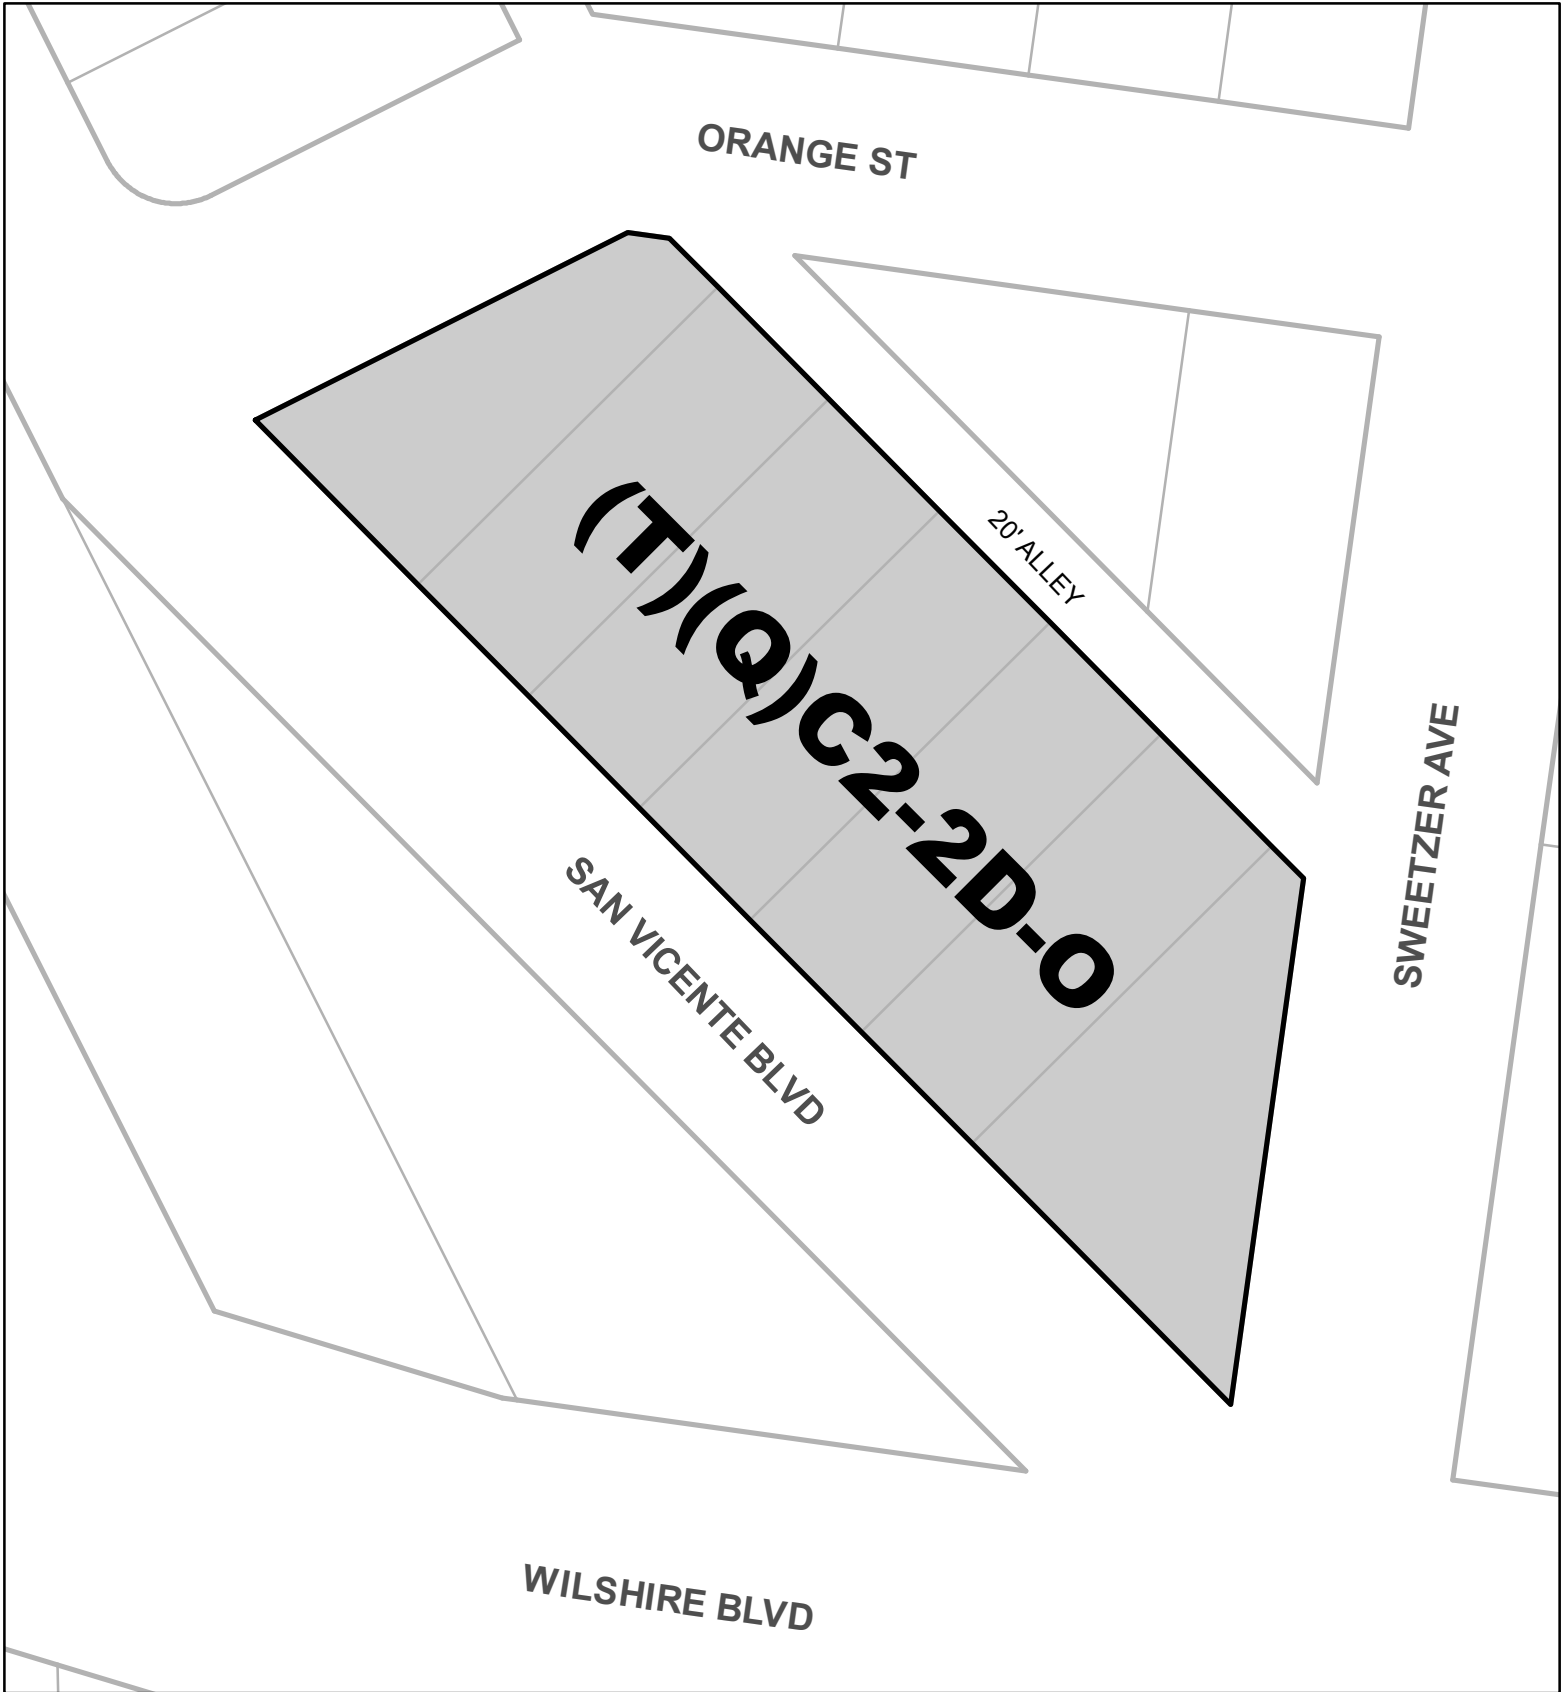 ORANGE ST
20' ALLEY
(T)(Q)C2-2D-O
SWEETZER AVE
SAN VICENTE BLVD
WILSHIRE BLVD